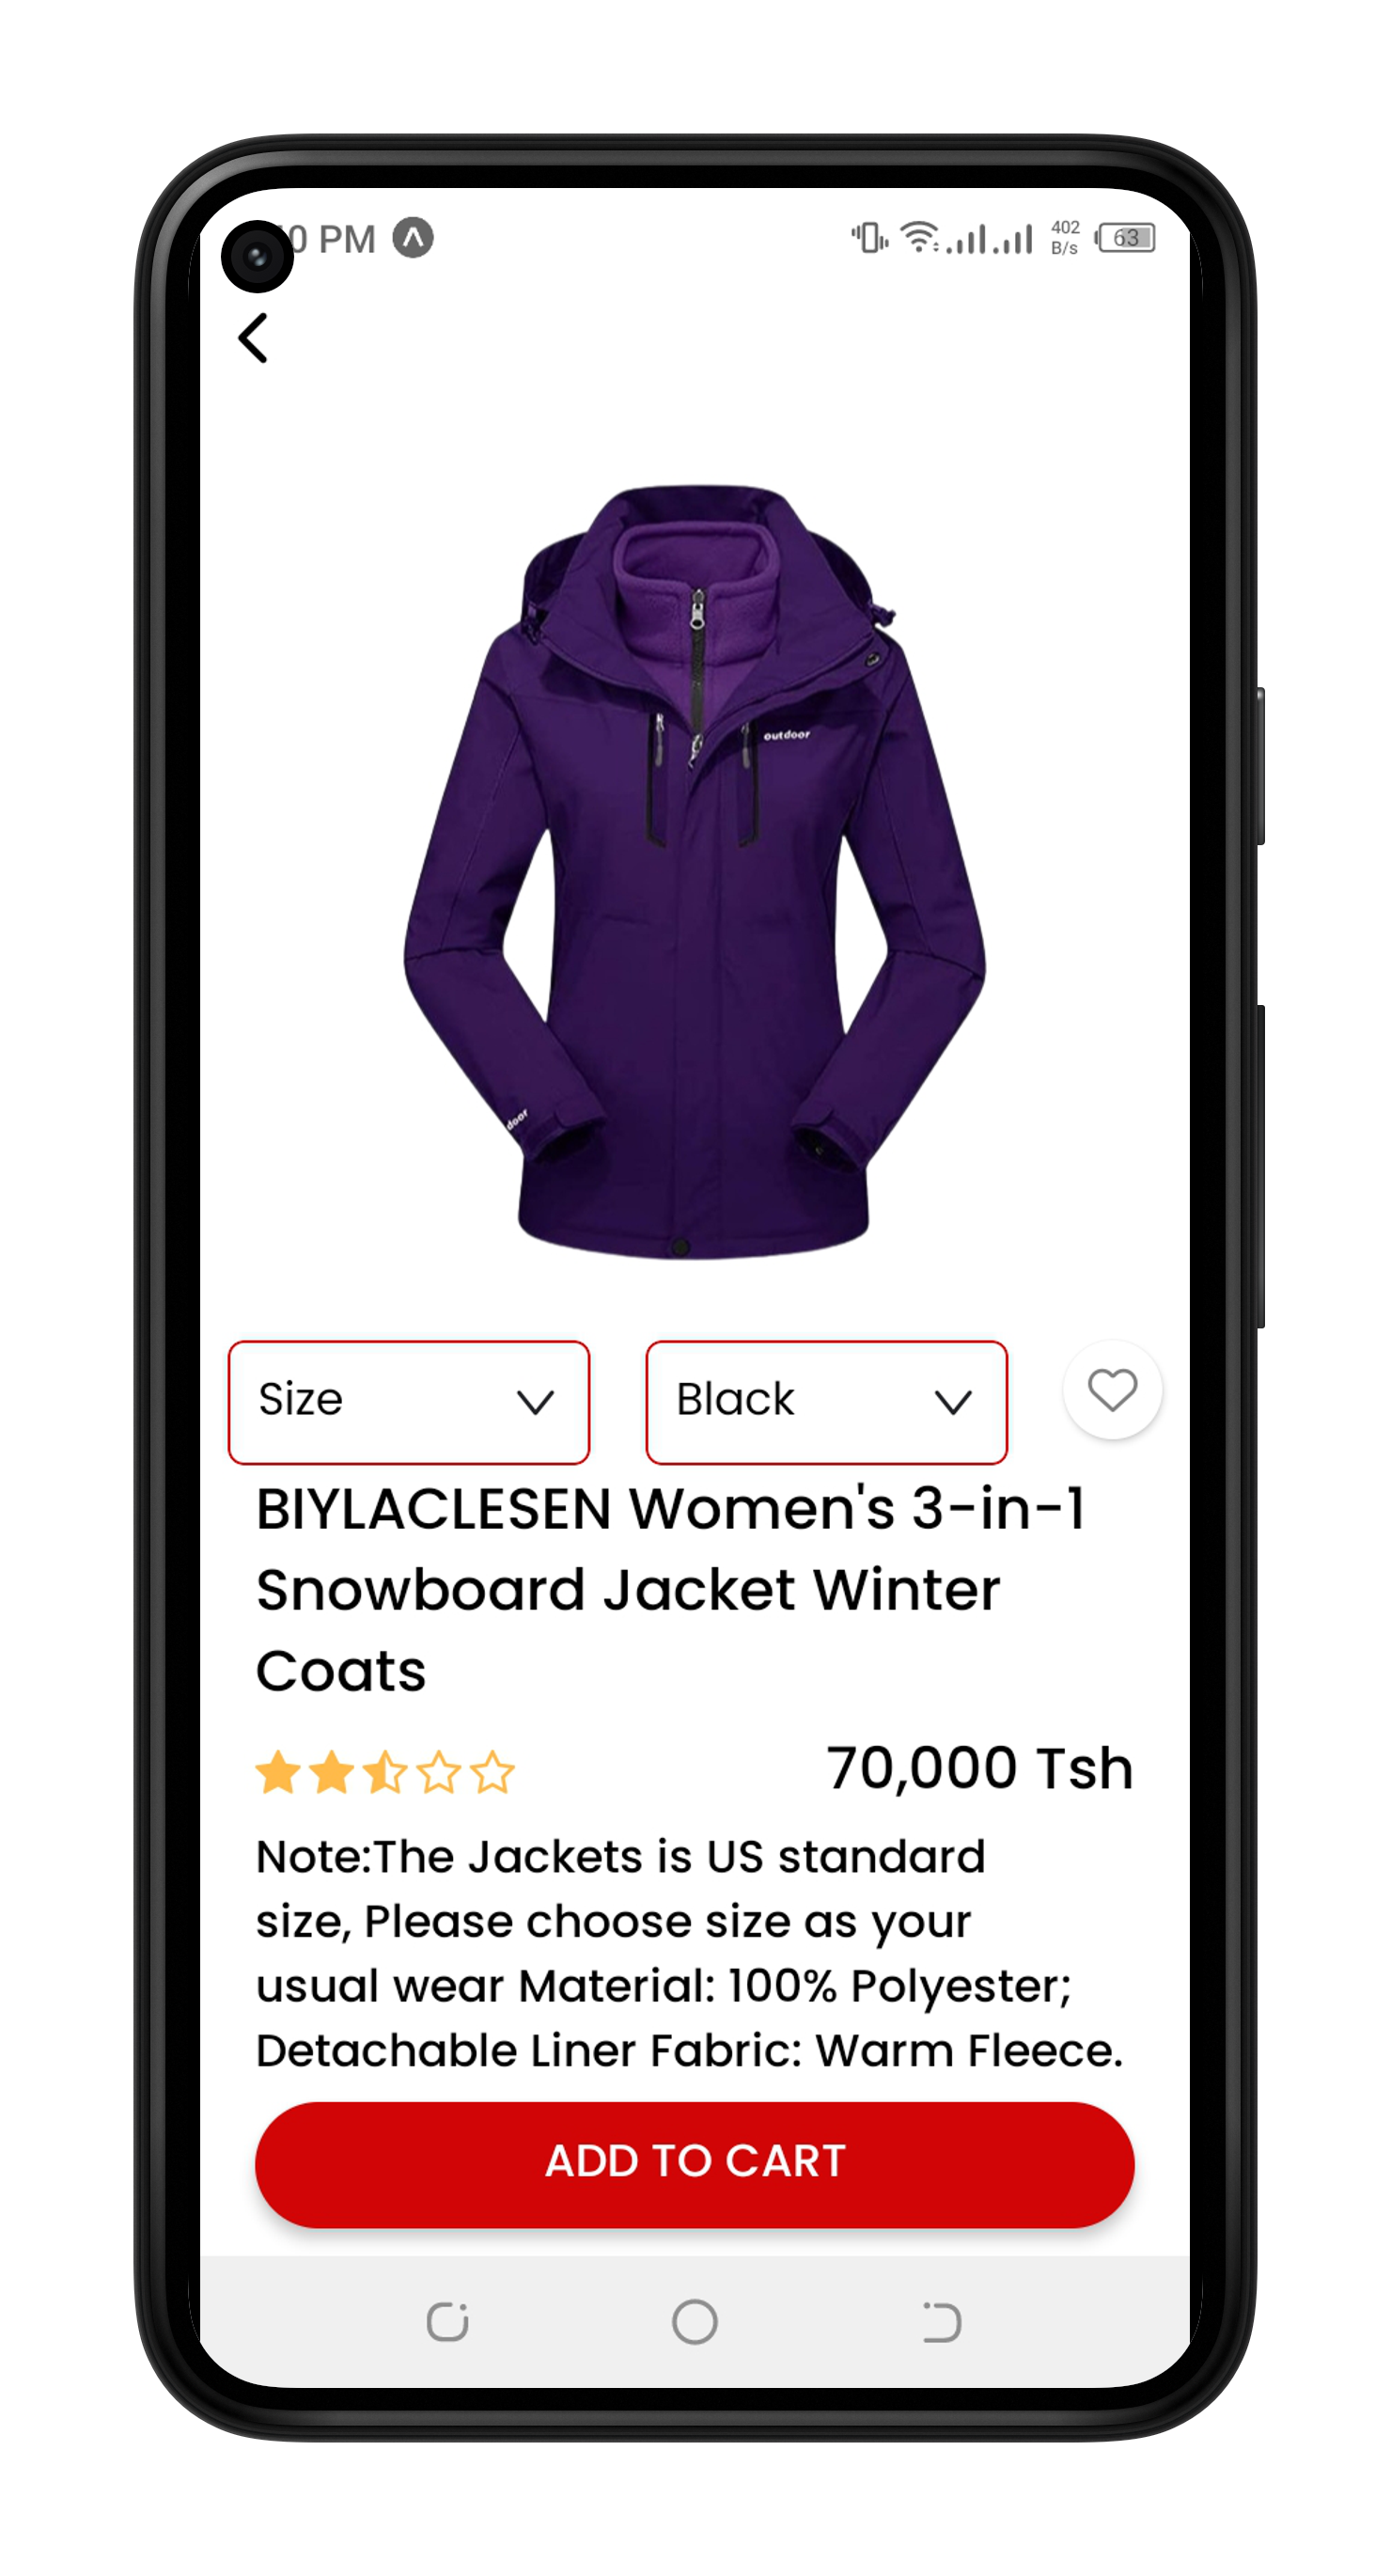 0 PM
402
B/s
63
outdoor
door
Size
Black
BIYLACLESEN Women's 3-in-1
Snowboard Jacket Winter
Coats
70,000 Tsh
Note:The Jackets is US standard
size, Please choose size as your
usual wear Material: 100% Polyester;
Detachable Liner Fabric: Warm Fleece.
ADD TO CART